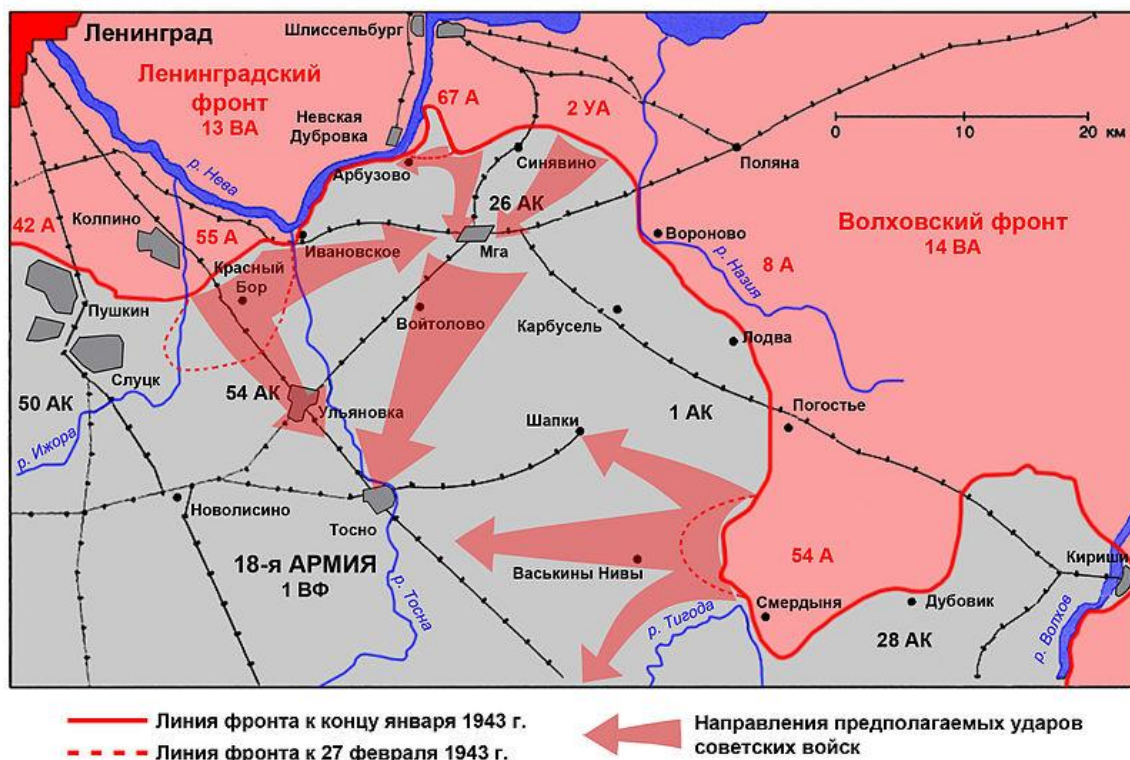 Ленинград
Шлиссельбург
Ленинградский
фронт
13 ВА
67 А
2 УА
Невская
Дубровка
0 10 20 км
р. Нева
Арбузово
Синявино
Поляна
26 АК
Волховский фронт
14 ВА
42 А
Колпино
55 А
Ивановское
Мга
Вороново
р. Назия
8 А
Красный
Бор
Пушкин
Войтолово
Карбусель
Лодва
Слуцк
50 АК
54 АК
Ульяновка
Шапки
1 АК
Погостье
р. Ижора
Новолисино
Тосно
18-я АРМИЯ
1 ВФ
р. Тосна
Васькины Нивы
54 А
Кириши
Смердыня
Дубовик
р. Тигода
28 АК
р. Волхов
Линия фронта к концу января 1943 г.
Линия фронта к 27 февраля 1943 г.
Направления предполагаемых ударов
советских войск